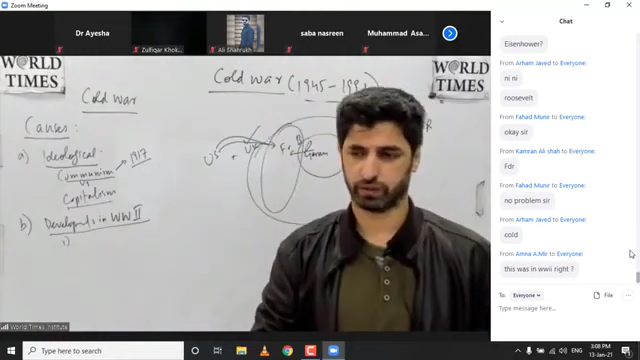 Zoom Meeting
Dr Ayesha
Zulfiqar Khok...
Ali Shahrukh
saba nasreen
Muhammad Asa...
W@RLD
TIMES
Cold war
Causes:
a) Ideological
Communism → 1917
vs
Capitalism
b) Developments in WW II
i)
Cold war (1945-1991)
US + UK
W@RLD
TIMES
World Times Institute
Chat
Eisenhower?
From Arham Javed to Everyone:
ni ni
roosevelt
From Fahad Munir to Everyone:
okay sir
From Kamran Ali shah to Everyone:
Fdr
From Fahad Munir to Everyone:
no problem sir
From Arham Javed to Everyone:
cold
From Amna A.Mir to Everyone:
this was in wwii right ?
To: Everyone
File
Type message here...
Type here to search
ENG
3:08 PM
13-Jan-21